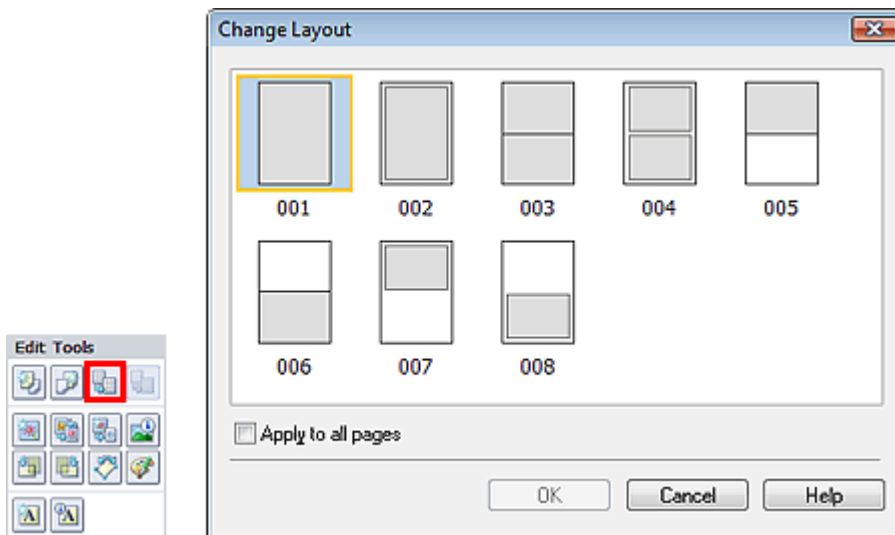 Change Layout
001 002 003 004 005
006 007 008
Apply to all pages
OK Cancel Help
Edit Tools
A A